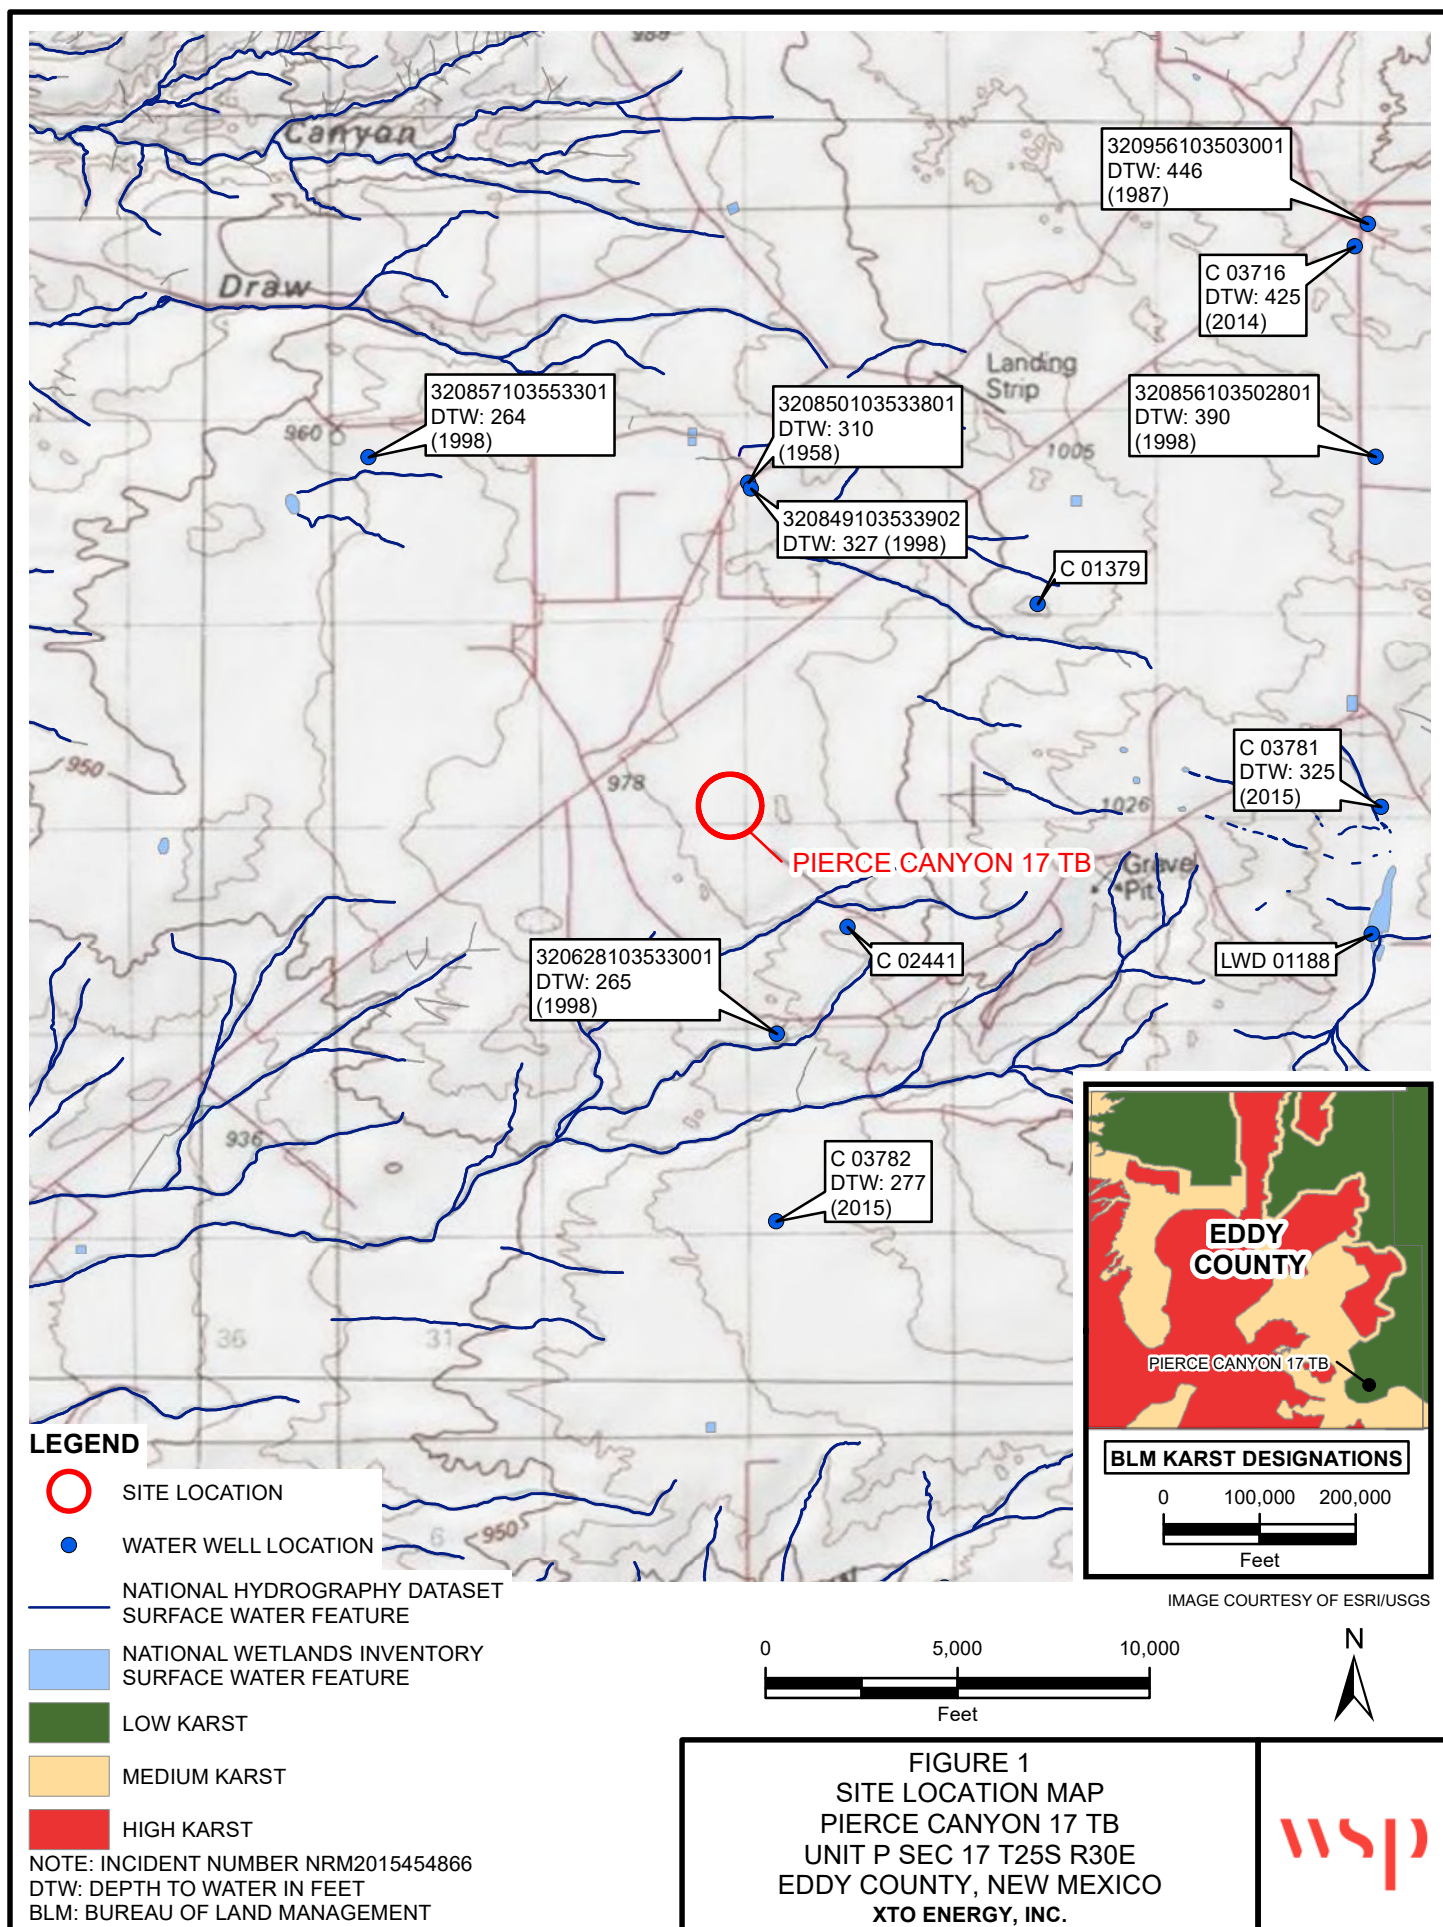 989
Canyon
320956103503001
DTW: 446
(1987)
C 03716
DTW: 425
(2014)
Draw
Landing
Strip
320857103553301
DTW: 264
(1998)
320850103533801
DTW: 310
(1958)
320856103502801
DTW: 390
(1998)
960
1005
320849103533902
DTW: 327 (1998)
C 01379
C 03781
DTW: 325
(2015)
950
978
1026
PIERCE CANYON 17 TB
Gravel
Pit
320628103533001
DTW: 265
(1998)
C 02441
LWD 01188
936
C 03782
DTW: 277
(2015)
EDDY
COUNTY
PIERCE CANYON 17 TB
36
31
BLM KARST DESIGNATIONS
0 100,000 200,000
Feet
6
950
LEGEND
SITE LOCATION
WATER WELL LOCATION
NATIONAL HYDROGRAPHY DATASET
SURFACE WATER FEATURE
NATIONAL WETLANDS INVENTORY
SURFACE WATER FEATURE
LOW KARST
MEDIUM KARST
HIGH KARST
NOTE: INCIDENT NUMBER NRM2015454866
DTW: DEPTH TO WATER IN FEET
BLM: BUREAU OF LAND MANAGEMENT
IMAGE COURTESY OF ESRI/USGS
0 5,000 10,000
Feet
N
FIGURE 1
SITE LOCATION MAP
PIERCE CANYON 17 TB
UNIT P SEC 17 T25S R30E
EDDY COUNTY, NEW MEXICO
XTO ENERGY, INC.
wsp